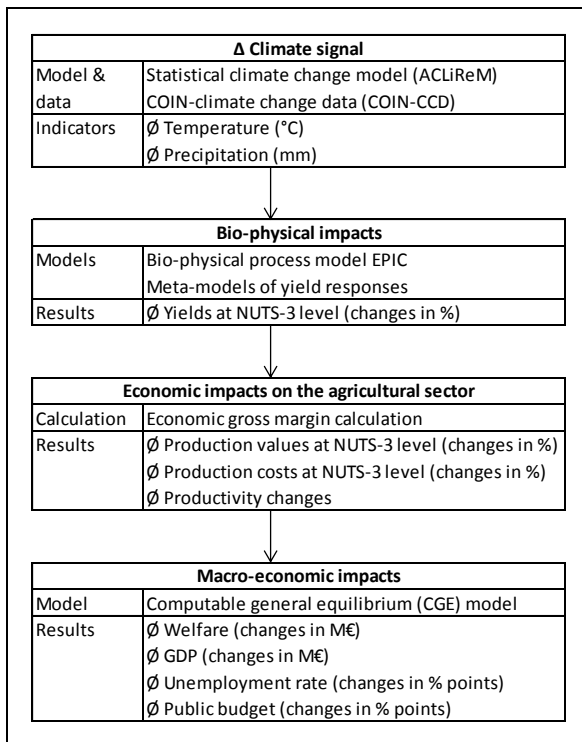 Δ Climate signal
Model & Statistical climate change model (ACLiReM)
data COIN-climate change data (COIN-CCD)
Indicators Ø Temperature (°C)
Ø Precipitation (mm)
Bio-physical impacts
Models Bio-physical process model EPIC
Meta-models of yield responses
Results Ø Yields at NUTS-3 level (changes in %)
Economic impacts on the agricultural sector
Calculation Economic gross margin calculation
Results Ø Production values at NUTS-3 level (changes in %)
Ø Production costs at NUTS-3 level (changes in %)
Ø Productivity changes
Macro-economic impacts
Model Computable general equilibrium (CGE) model
Results Ø Welfare (changes in M€)
Ø GDP (changes in M€)
Ø Unemployment rate (changes in % points)
Ø Public budget (changes in % points)